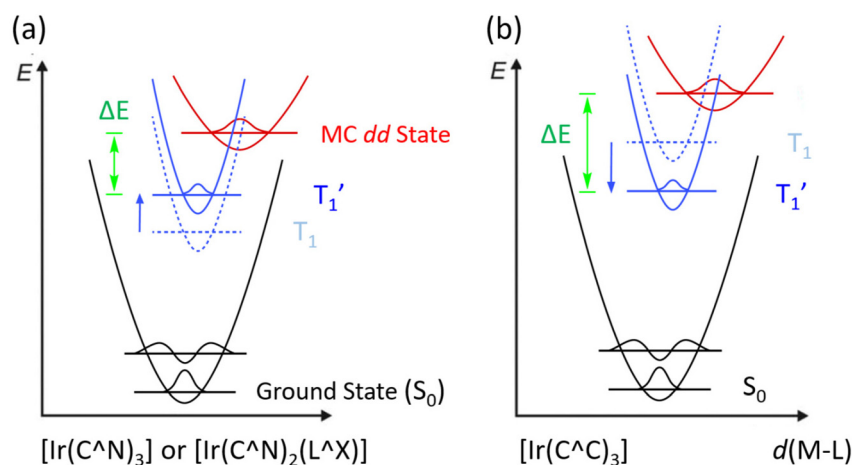 (a)
E
ΔE
MC dd State
T₁’
T₁
Ground State (S₀)
[Ir(C^N)₃] or [Ir(C^N)₂(L^X)]
(b)
E
ΔE
T₁
T₁’
S₀
[Ir(C^C)₃]
d(M-L)